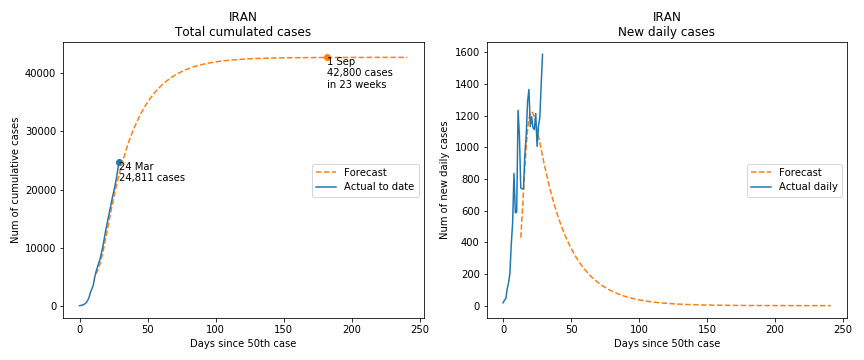 IRAN
Total cumulated cases
Num of cumulative cases
40000
30000
20000
10000
0
1 Sep
42,800 cases
in 23 weeks
24 Mar
24,811 cases
Forecast
Actual to date
0 50 100 150 200 250
Days since 50th case
IRAN
New daily cases
Num of new daily cases
1600
1400
1200
1000
800
600
400
200
0
Forecast
Actual daily
0 50 100 150 200 250
Days since 50th case